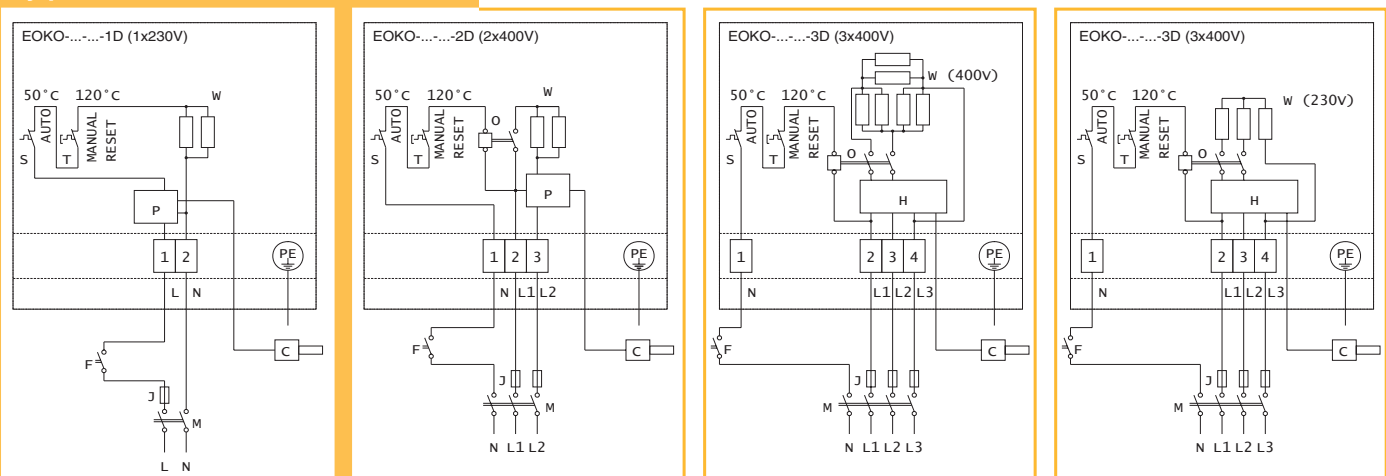 EOKO-...-...-1D (1x230V)
50°C 120°C W
AUTO
MANUAL
RESET
S T
P
1 2 PE
L N
F
C
J
M
L N
EOKO-...-...-2D (2x400V)
50°C 120°C W
AUTO
MANUAL
RESET
O
S T
P
1 2 3 PE
N L1 L2
F
C
J
M
N L1 L2
EOKO-...-...-3D (3x400V)
W (400V)
50°C 120°C
AUTO
MANUAL
RESET
O
S T
H
1 2 3 4 PE
N L1 L2 L3
F
C
J
M
N L1 L2 L3
EOKO-...-...-3D (3x400V)
50°C 120°C W (230V)
AUTO
MANUAL
RESET
O
S T
H
1 2 3 4 PE
N L1 L2 L3
F
C
J
M
N L1 L2 L3